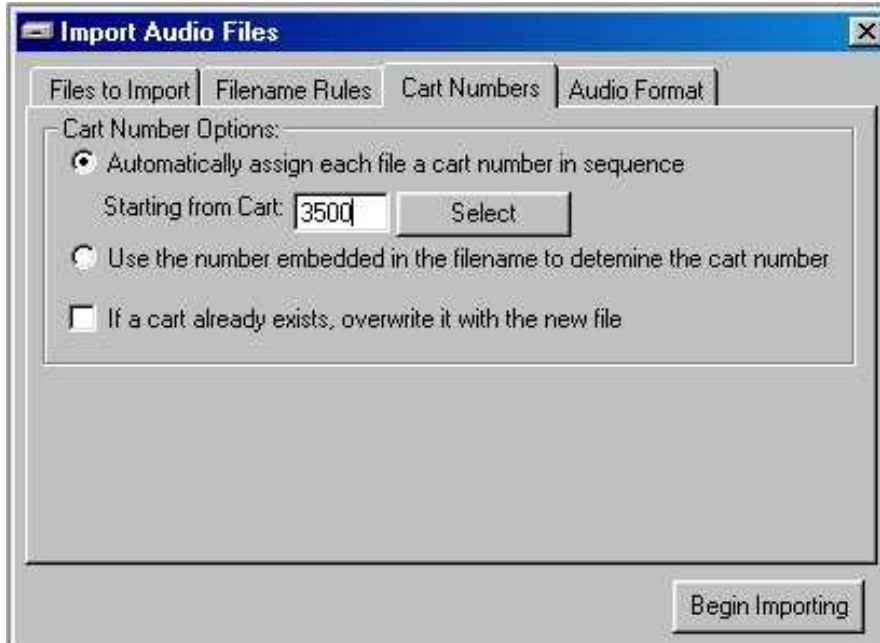 Import Audio Files
Files to Import Filename Rules Cart Numbers Audio Format
Cart Number Options:
Automatically assign each file a cart number in sequence
Starting from Cart: 3500 Select
Use the number embedded in the filename to detemine the cart number
If a cart already exists, overwrite it with the new file
Begin Importing